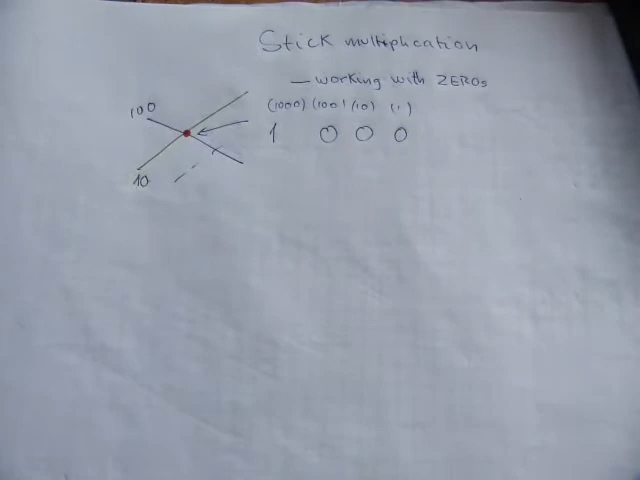 Stick multiplication
— working with ZEROs
(1000) (100) (10) (1)
100
1 0 0 0
10